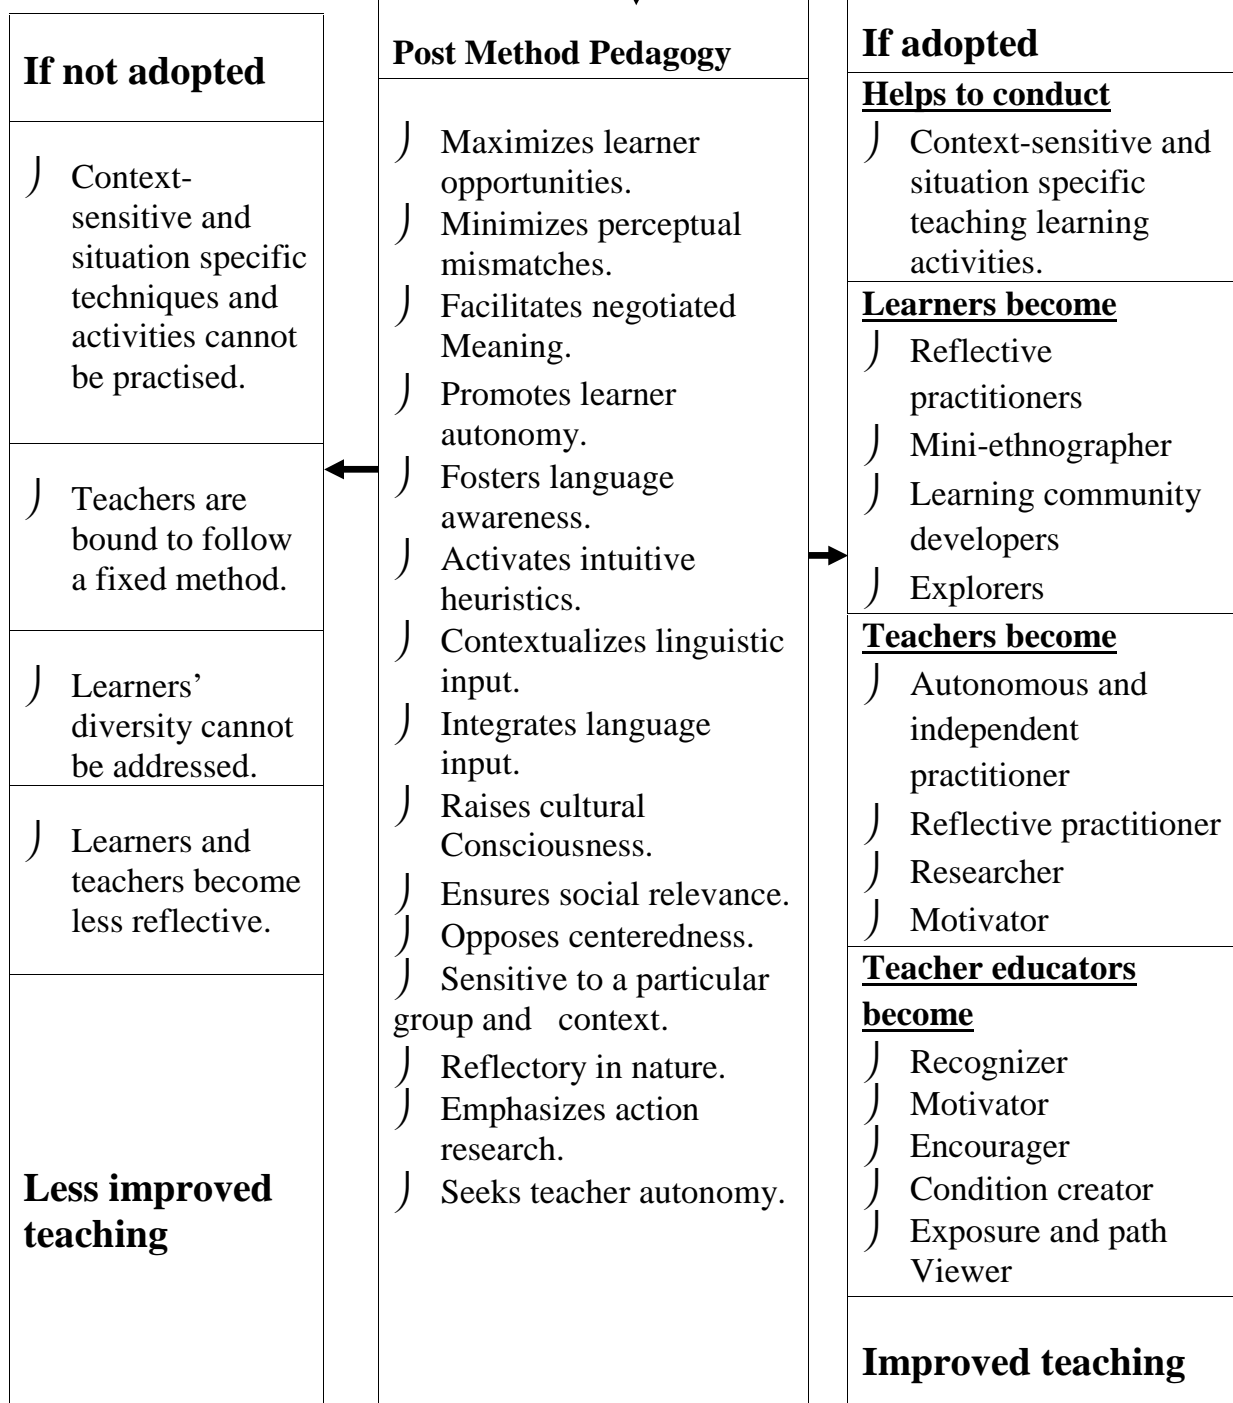 If not adopted
Context-
sensitive and
situation specific
techniques and
activities cannot
be practised.
Teachers are
bound to follow
a fixed method.
Learners’
diversity cannot
be addressed.
Learners and
teachers become
less reflective.
Less improved
teaching
Post Method Pedagogy
Maximizes learner
opportunities.
Minimizes perceptual
mismatches.
Facilitates negotiated
Meaning.
Promotes learner
autonomy.
Fosters language
awareness.
Activates intuitive
heuristics.
Contextualizes linguistic
input.
Integrates language
input.
Raises cultural
Consciousness.
Ensures social relevance.
Opposes centeredness.
Sensitive to a particular
group and context.
Reflectory in nature.
Emphasizes action
research.
Seeks teacher autonomy.
If adopted
Helps to conduct
Context-sensitive and
situation specific
teaching learning
activities.
Learners become
Reflective
practitioners
Mini-ethnographer
Learning community
developers
Explorers
Teachers become
Autonomous and
independent
practitioner
Reflective practitioner
Researcher
Motivator
Teacher educators
become
Recognizer
Motivator
Encourager
Condition creator
Exposure and path
Viewer
Improved teaching